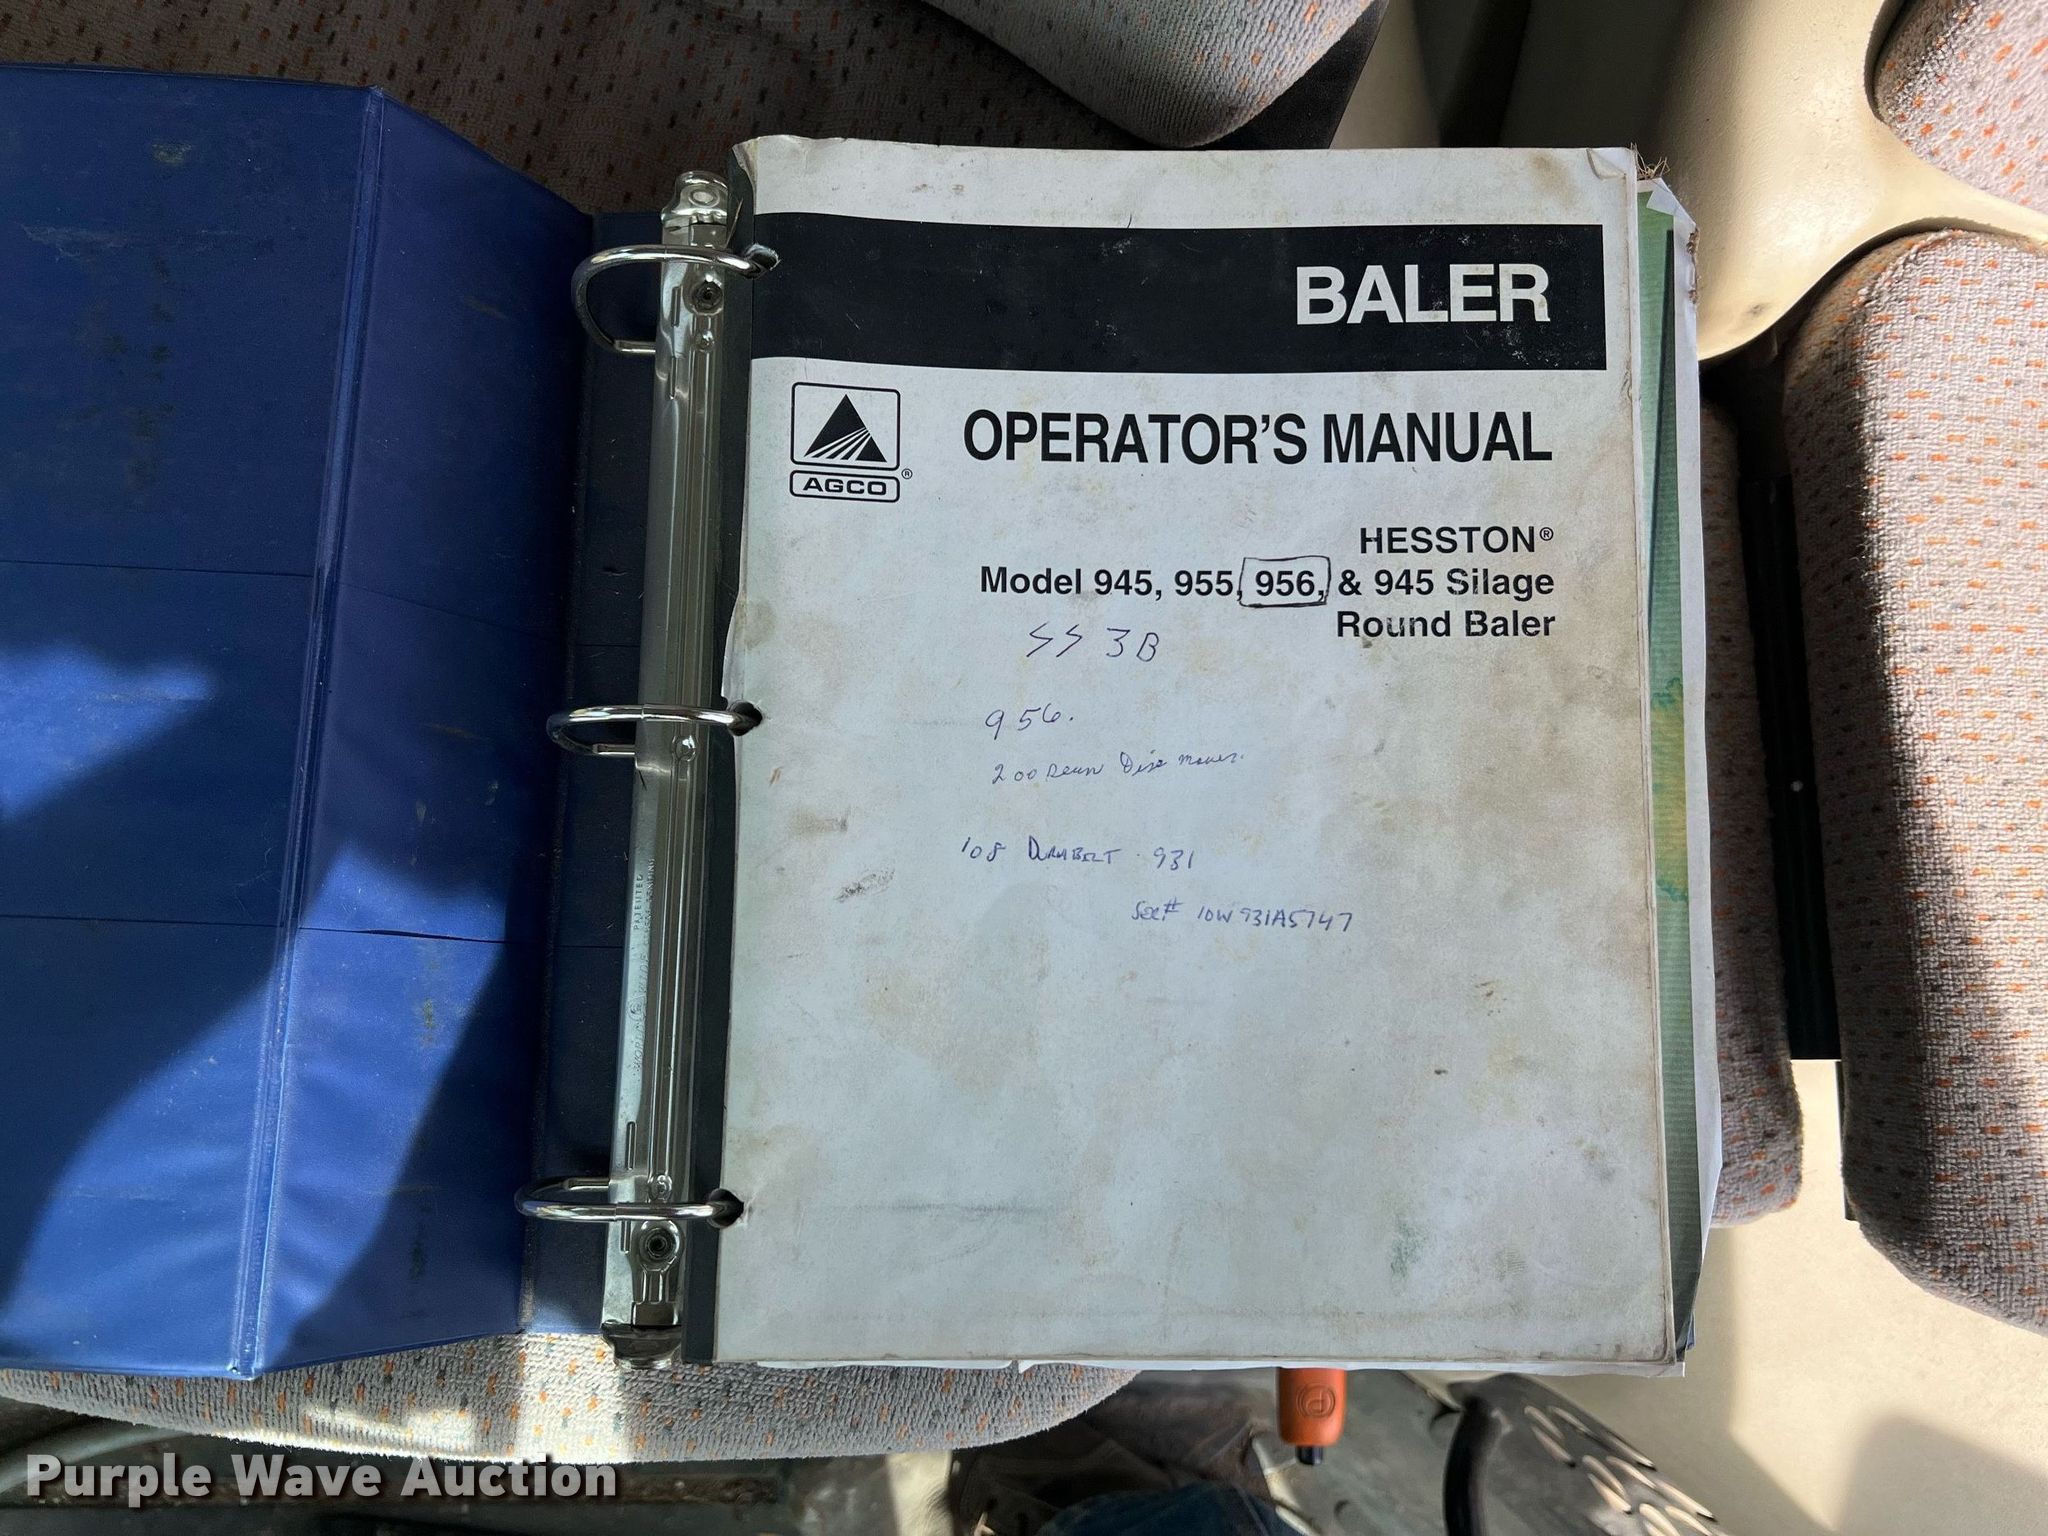 BALER
AGCO®
OPERATOR'S MANUAL
HESSTON®
Model 945, 955, 956, & 945 Silage
Round Baler
SS 3B
956.
200 Disc mower.
108 DURABELT 931
Ser# 10W931A5747
PATENTED
Purple Wave Auction